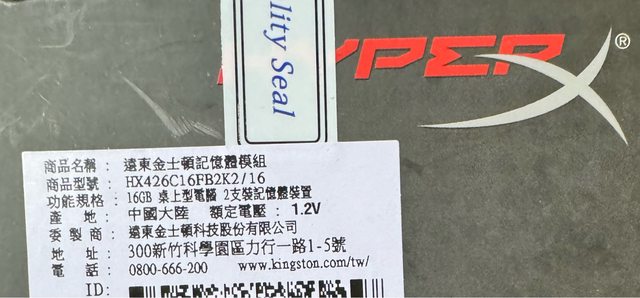 HYPERX®
Quality Seal
商品名稱： 遠東金士頓記憶體模組
商品型號： HX426C16FB2K2/16
功能規格： 16GB 桌上型電腦 2支裝記憶體裝置
產 地： 中國大陸 額定電壓： 1.2V
委製商： 遠東金士頓科技股份有限公司
地 址： 300新竹科學園區力行一路1-5號
電 話： 0800-666-200 www.kingston.com/tw/
ID: